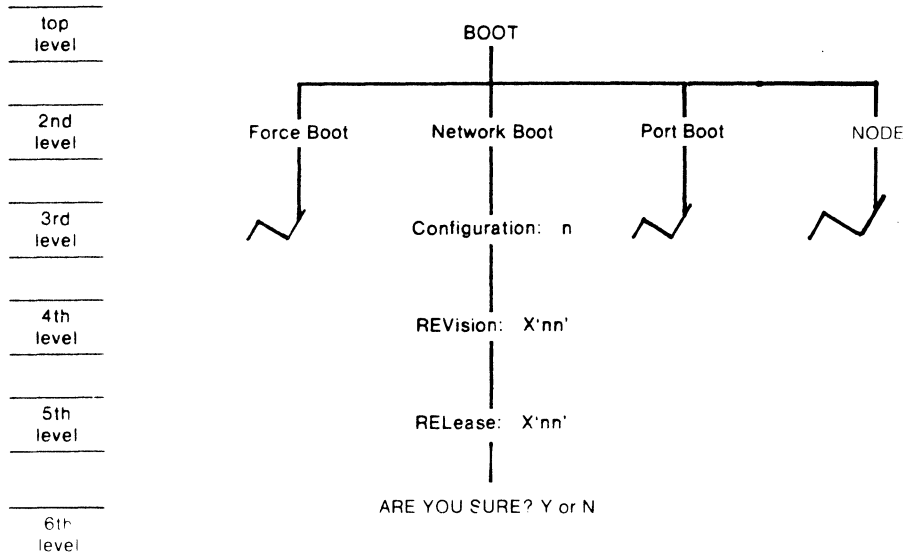 top
level
BOOT
2nd
level
Force Boot
Network Boot
Port Boot
NODE
3rd
level
Configuration: n
4th
level
REVision: X'nn'
5th
level
RELease: X'nn'
ARE YOU SURE? Y or N
6th
level